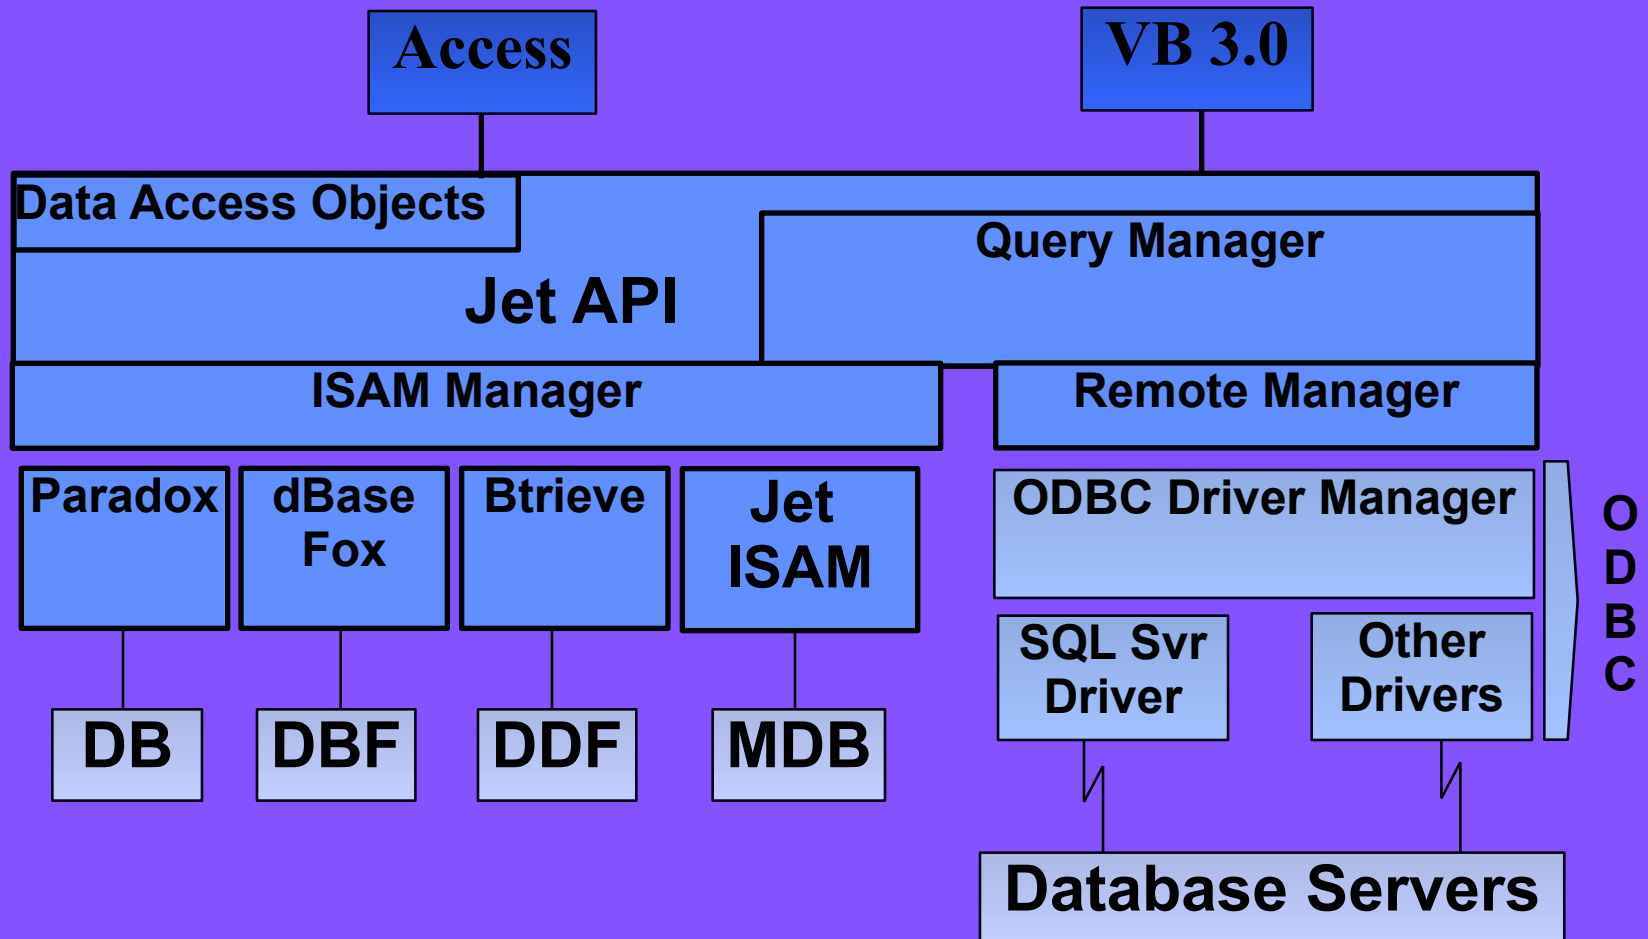 Access
VB 3.0
Data Access Objects
Query Manager
Jet API
ISAM Manager
Remote Manager
Paradox
dBase
Fox
Btrieve
Jet
ISAM
ODBC Driver Manager
O
D
B
C
SQL Svr
Driver
Other
Drivers
DB
DBF
DDF
MDB
Database Servers